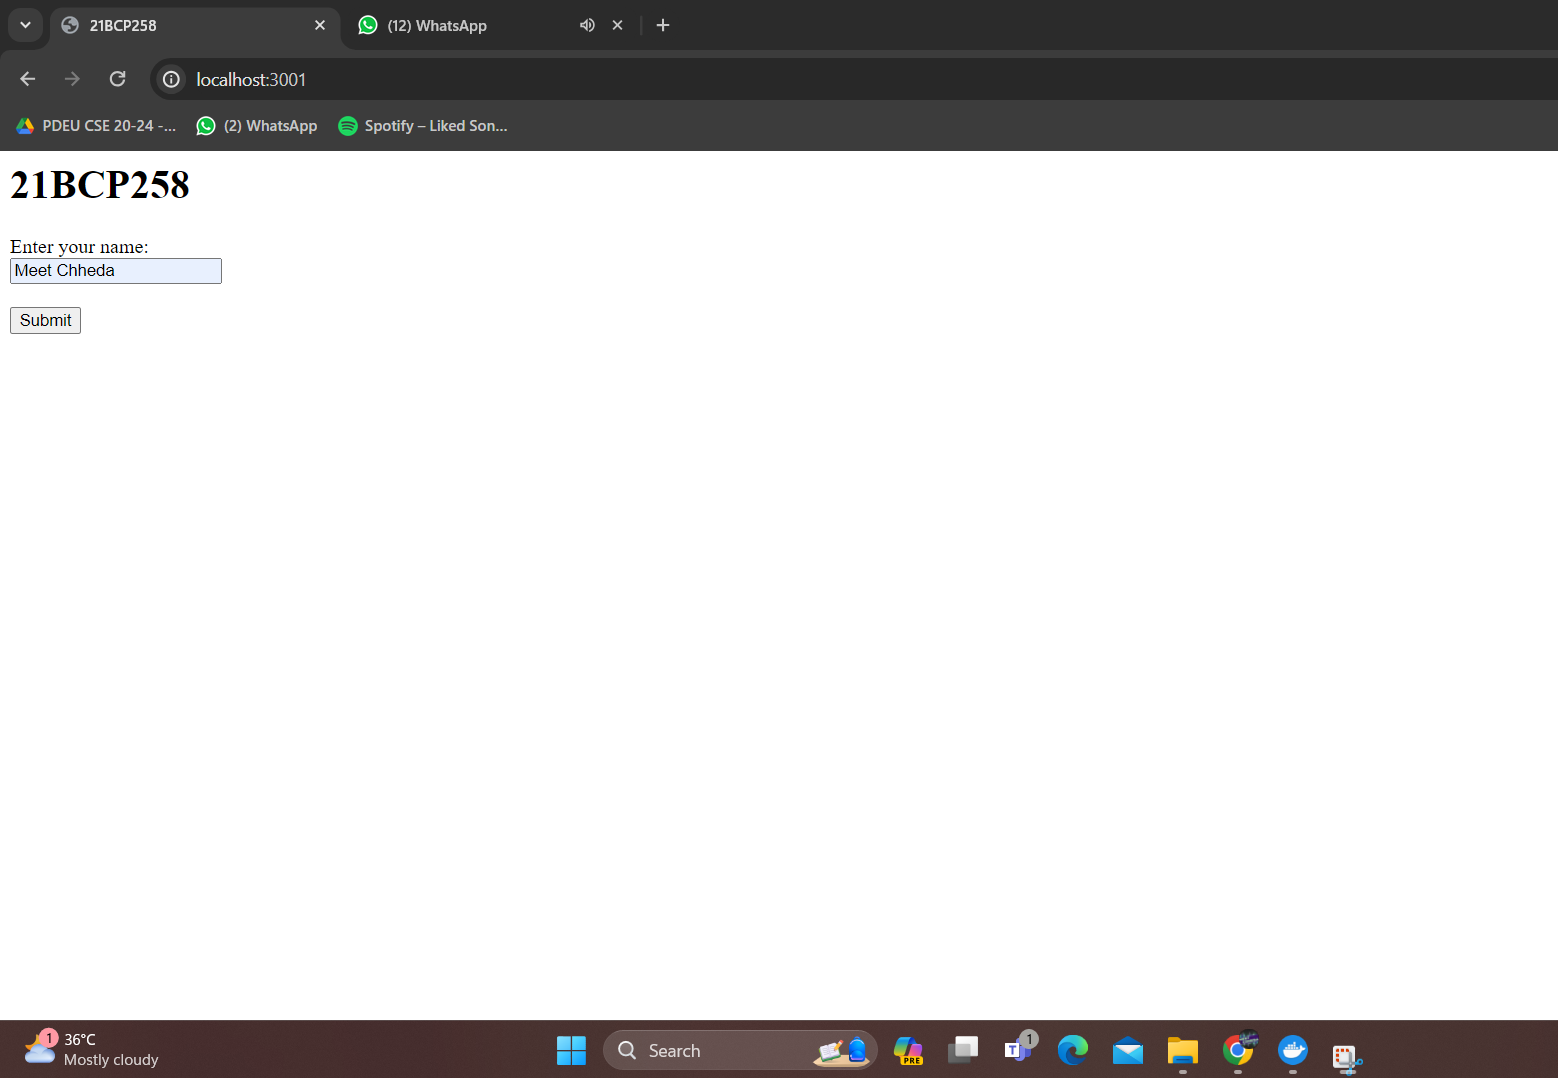 21BCP258
(12) WhatsApp
localhost:3001
PDEU CSE 20-24 -...
(2) WhatsApp
Spotify – Liked Son...
21BCP258
Enter your name:
Meet Chheda
Submit
1
36°C
Mostly cloudy
Search
PRE
T
1